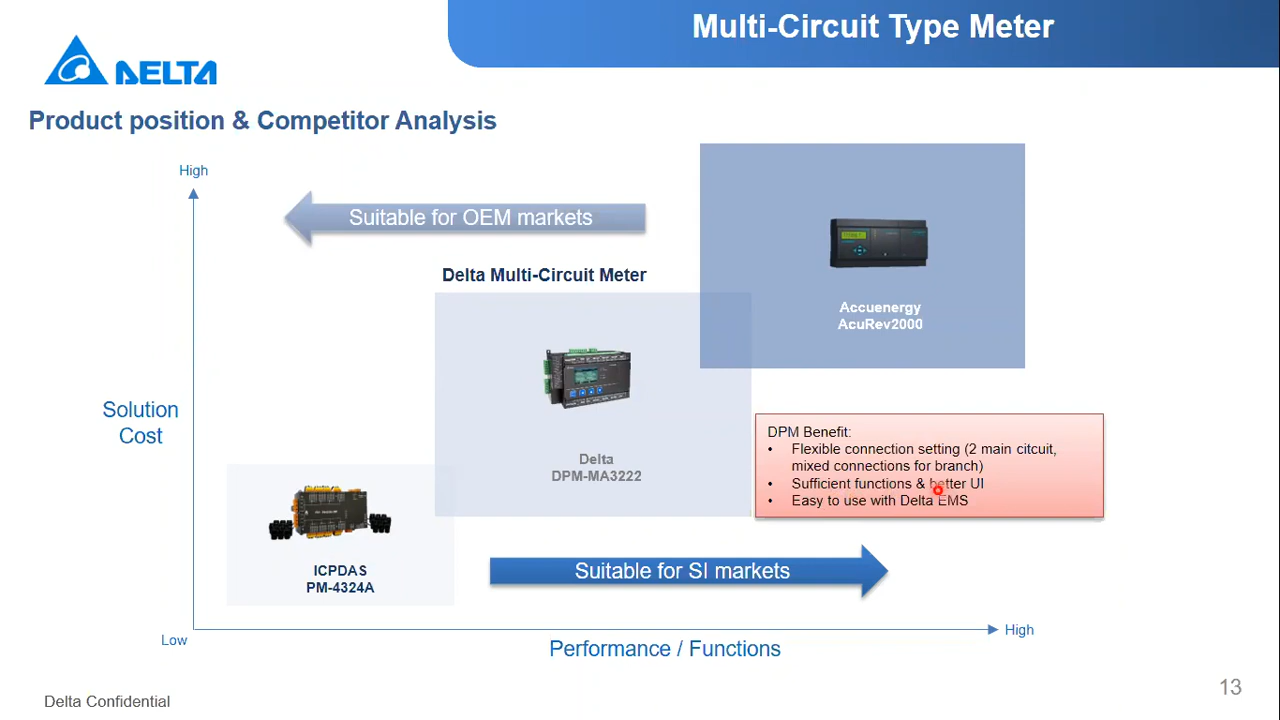 Multi-Circuit Type Meter
DELTA
Product position & Competitor Analysis
High
Suitable for OEM markets
Delta Multi-Circuit Meter
Accuenergy
AcuRev2000
Solution
Cost
DPM Benefit:
• Flexible connection setting (2 main citcuit,
mixed connections for branch)
• Sufficient functions & better UI
• Easy to use with Delta EMS
Delta
DPM-MA3222
ICPDAS
PM-4324A
Suitable for SI markets
Low
High
Performance / Functions
Delta Confidential
13